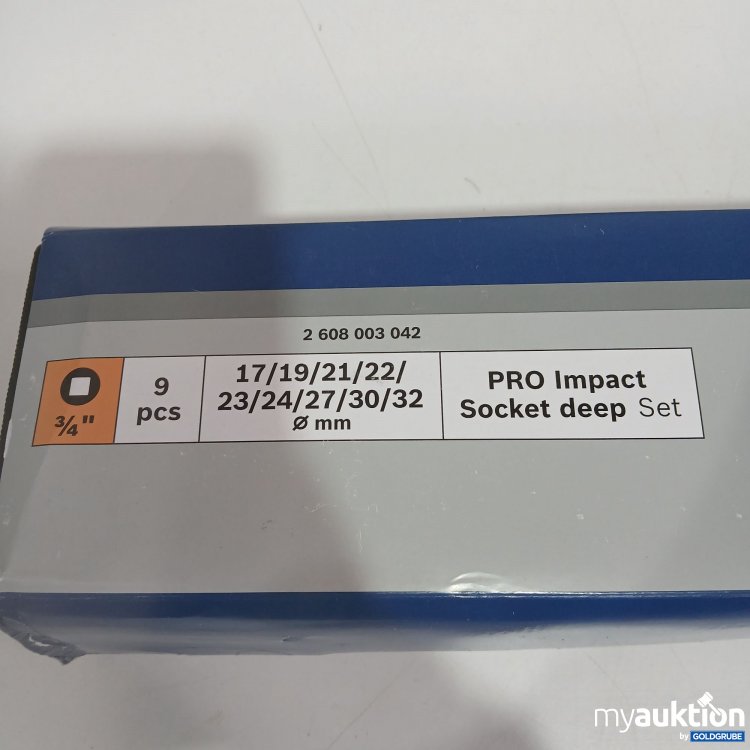 2 608 003 042
3/4"
9
pcs
17/19/21/22/
23/24/27/30/32
Ø mm
PRO Impact
Socket deep Set
myauktion
by GOLDGRUBE